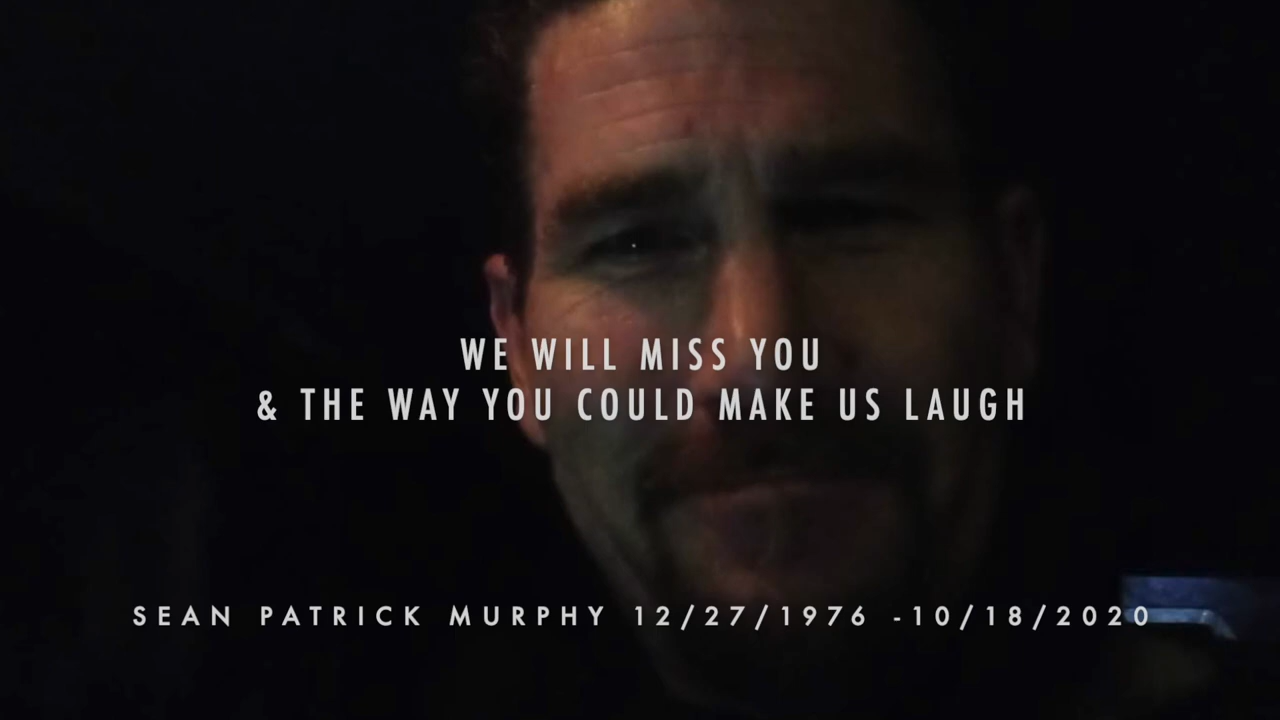 WE WILL MISS YOU
& THE WAY YOU COULD MAKE US LAUGH
SEAN PATRICK MURPHY 12/27/1976 -10/18/2020